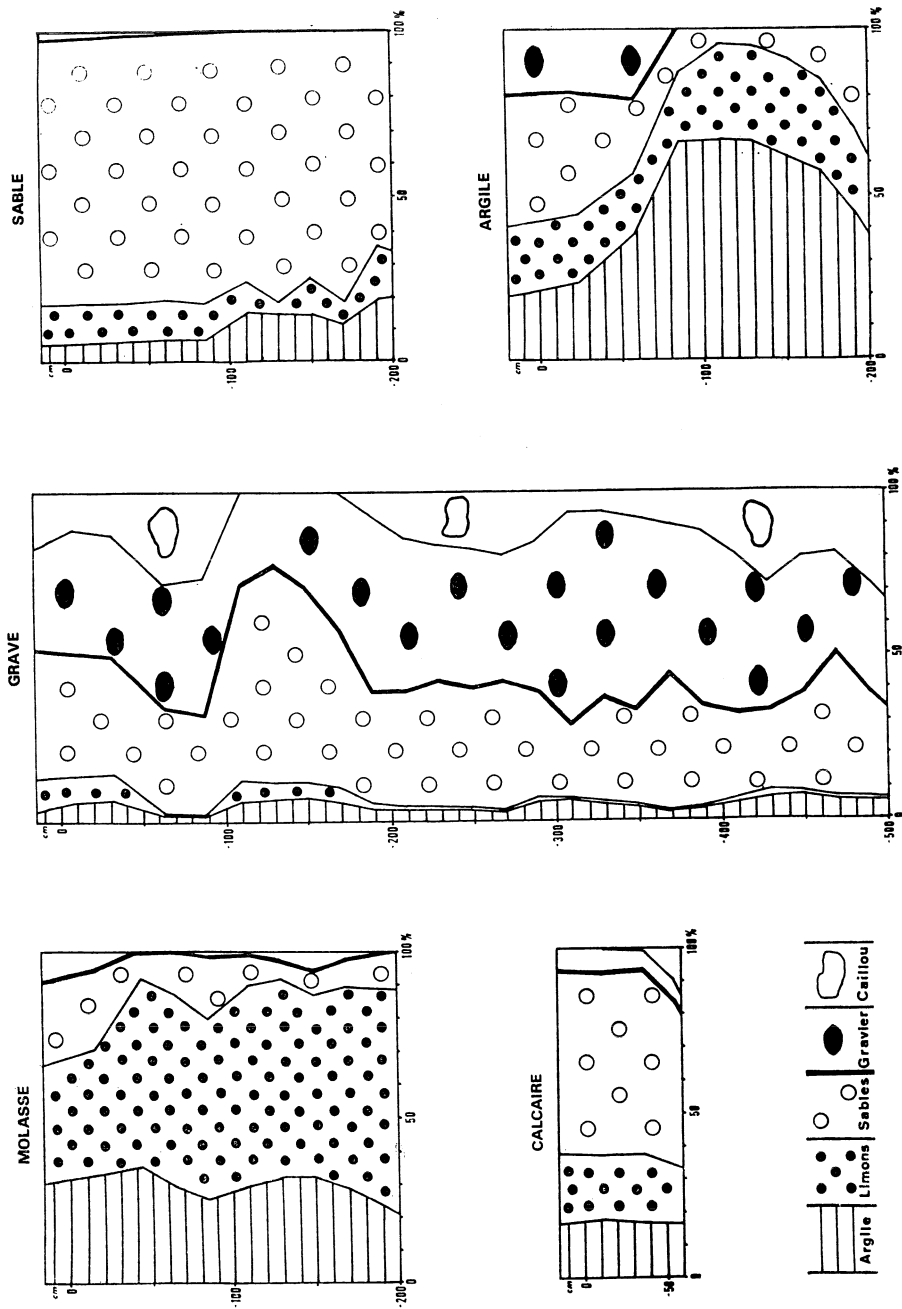 MOLASSE
cm
0
-100
-200
0
50
100 %
GRAVE
cm
0
-100
-200
-300
-400
-500
0
50
100 %
SABLE
cm
0
-100
-200
0
50
100 %
CALCAIRE
cm
0
-50
0
50
100 %
ARGILE
cm
0
-100
-200
0
50
100 %
Argile
Limons
Sables
Gravier
Caillou